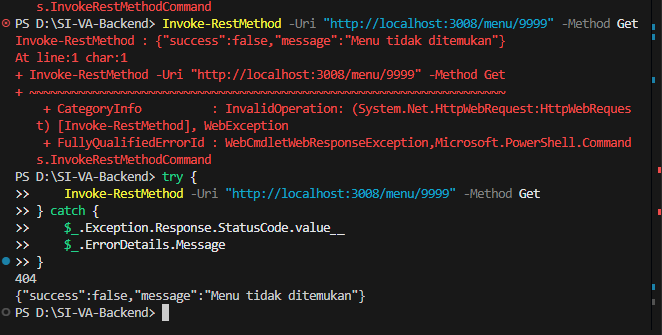 s.InvokeRestMethodCommand
PS D:\SI-VA-Backend> Invoke-RestMethod -Uri "http://localhost:3008/menu/9999" -Method Get
Invoke-RestMethod : {"success":false,"message":"Menu tidak ditemukan"}
At line:1 char:1
+ Invoke-RestMethod -Uri "http://localhost:3008/menu/9999" -Method Get
+ ~~~~~~~~~~~~~~~~~~~~~~~~~~~~~~~~~~~~~~~~~~~~~~~~~~~~~~~~~~~~~~~~~~~~
    + CategoryInfo          : InvalidOperation: (System.Net.HttpWebRequest:HttpWebReques
   t) [Invoke-RestMethod], WebException
    + FullyQualifiedErrorId : WebCmdletWebResponseException,Microsoft.PowerShell.Command
   s.InvokeRestMethodCommand
PS D:\SI-VA-Backend> try {
>>     Invoke-RestMethod -Uri "http://localhost:3008/menu/9999" -Method Get
>> } catch {
>>     $_.Exception.Response.StatusCode.value__
>>     $_.ErrorDetails.Message
>> }
404
{"success":false,"message":"Menu tidak ditemukan"}
PS D:\SI-VA-Backend>